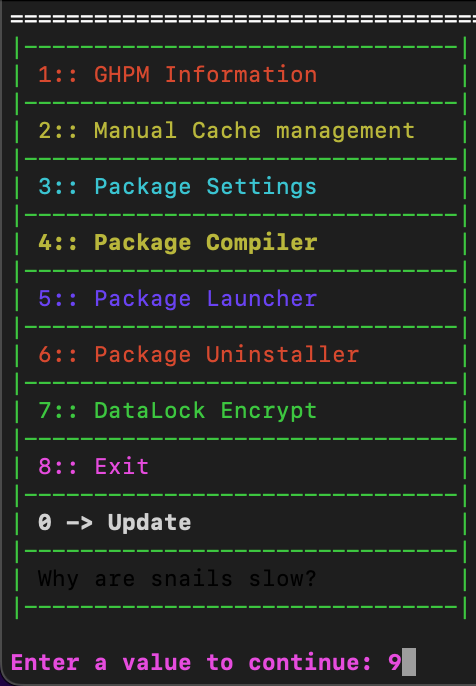 1:: GHPM Information
2:: Manual Cache management
3:: Package Settings
4:: Package Compiler
5:: Package Launcher
6:: Package Uninstaller
7:: DataLock Encrypt
8:: Exit
0 -> Update
Why are snails slow?
Enter a value to continue: 9